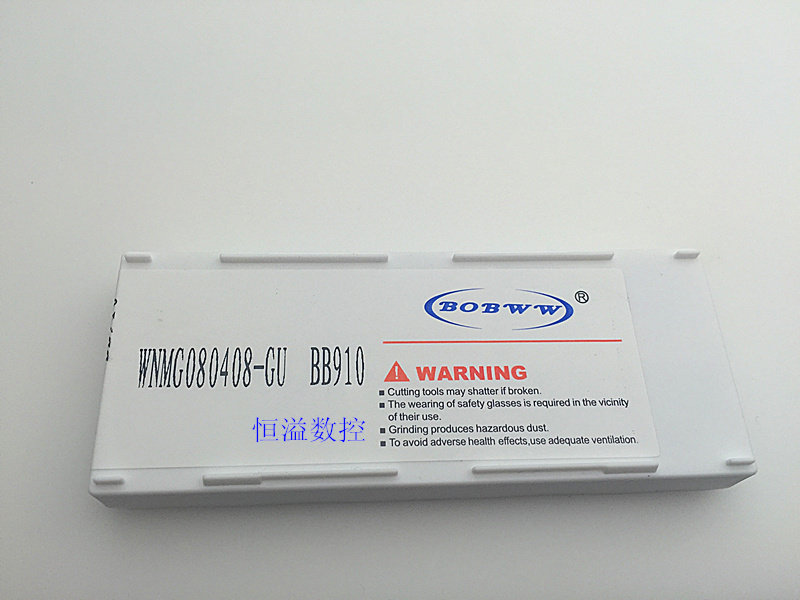 BOBWW®
WNMG080408-GU BB910
WARNING
Cutting tools may shatter if broken.
The wearing of safety glasses is required in the vicinity
of their use.
Grinding produces hazardous dust.
To avoid adverse health effects,use adequate ventilation.
恒溢数控